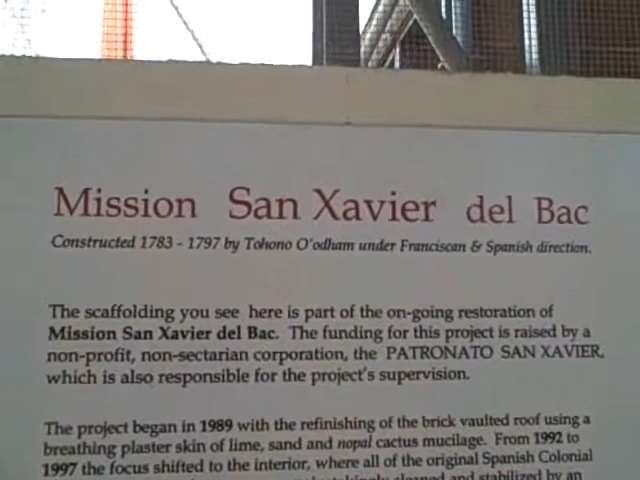 Mission San Xavier del Bac
Constructed 1783 - 1797 by Tohono O'odham under Franciscan & Spanish direction.
The scaffolding you see here is part of the on-going restoration of
Mission San Xavier del Bac. The funding for this project is raised by a
non-profit, non-sectarian corporation, the PATRONATO SAN XAVIER,
which is also responsible for the project's supervision.
The project began in 1989 with the refinishing of the brick vaulted roof using a
breathing plaster skin of lime, sand and nopal cactus mucilage. From 1992 to
1997 the focus shifted to the interior, where all of the original Spanish Colonial
cleaned and stabilized by an